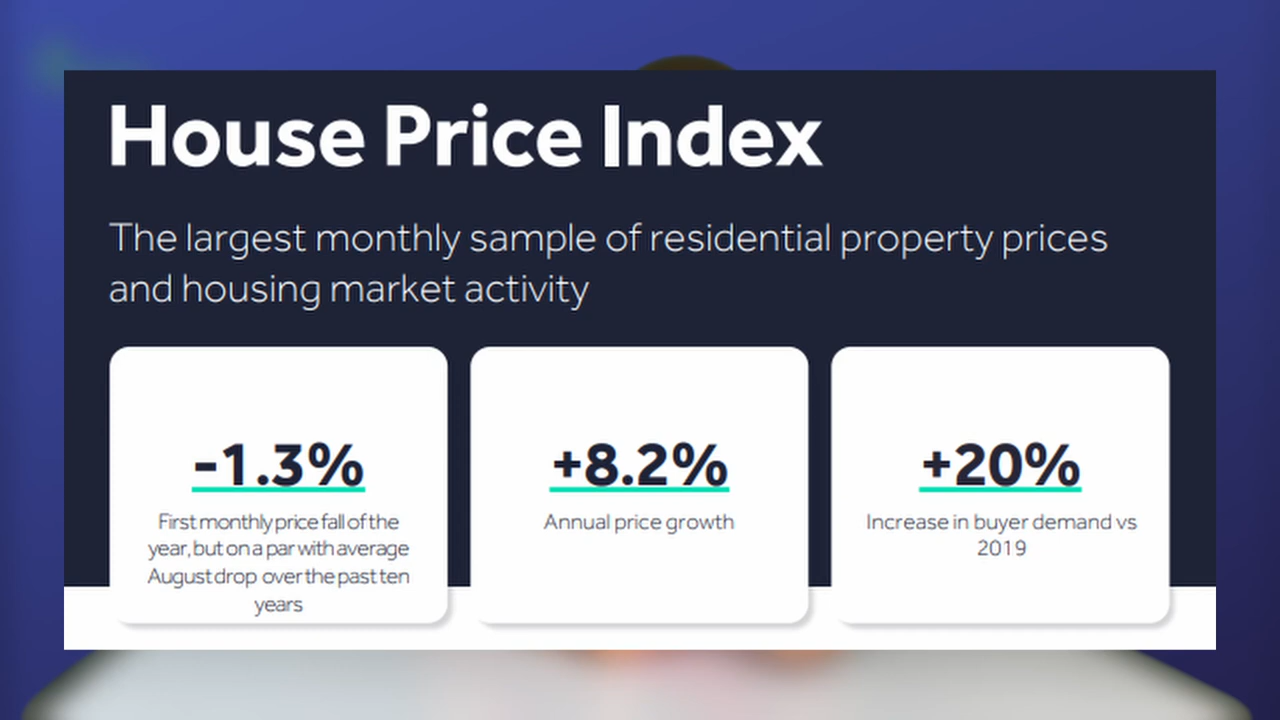 House Price Index
The largest monthly sample of residential property prices
and housing market activity
-1.3%
First monthly price fall of the
year, but on a par with average
August drop over the past ten
years
+8.2%
Annual price growth
+20%
Increase in buyer demand vs
2019